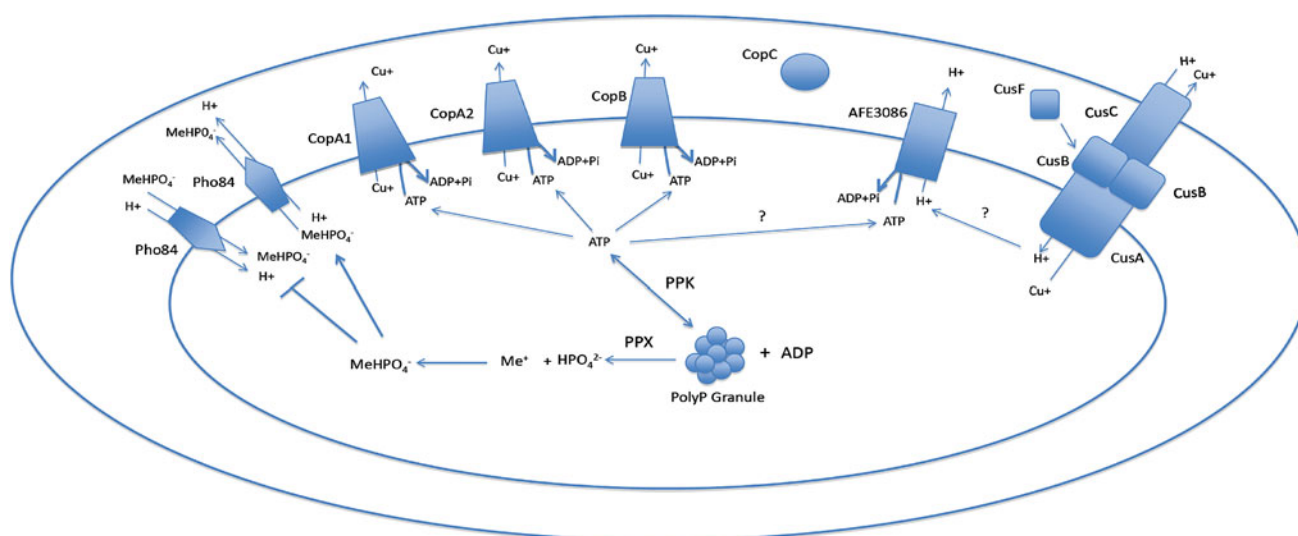 Cu+
CopA1
Cu+
ADP+Pi
ATP
Cu+
CopA2
Cu+
ADP+Pi
ATP
Cu+
CopB
Cu+
ADP+Pi
ATP
CopC
H+
AFE3086
ADP+Pi
ATP
H+
H+
Cu+
CusF
CusC
CusB
CusB
CusA
H+
Cu+
?
?
H+
MeHPO₄⁻
Pho84
H+
MeHPO₄⁻
MeHPO₄⁻
H+
Pho84
MeHPO₄⁻
H+
ATP
PPK
PPX
MeHPO₄⁻
Me⁺ + HPO₄²⁻
+ ADP
PolyP Granule